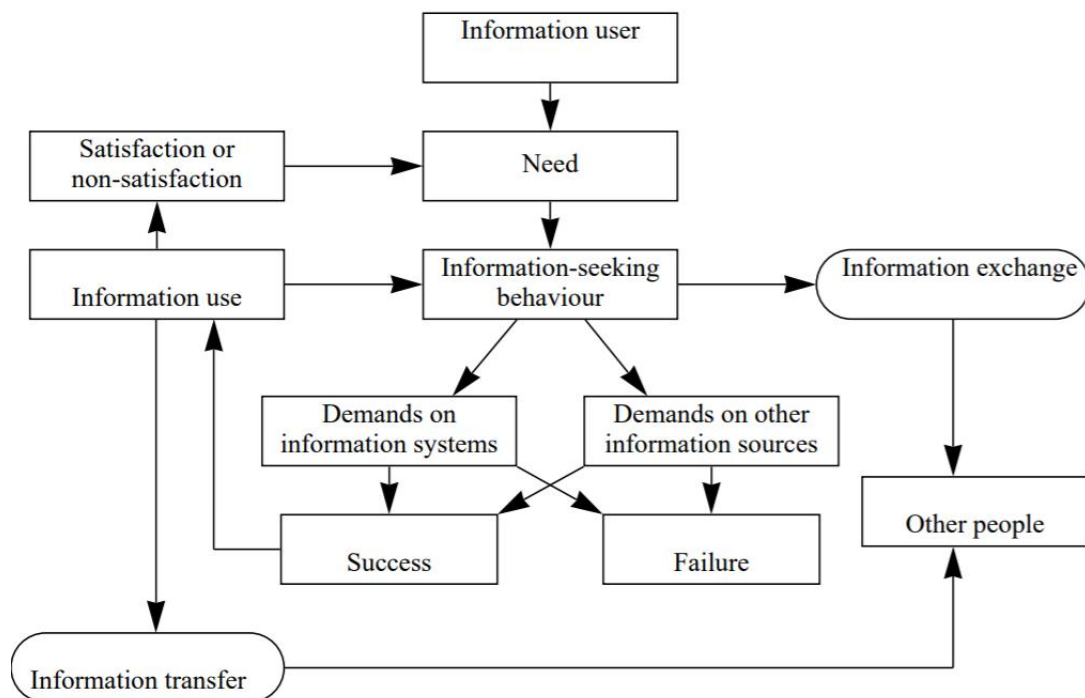 Information user
Satisfaction or
non-satisfaction
Need
Information use
Information-seeking
behaviour
Information exchange
Demands on
information systems
Demands on other
information sources
Success
Failure
Other people
Information transfer